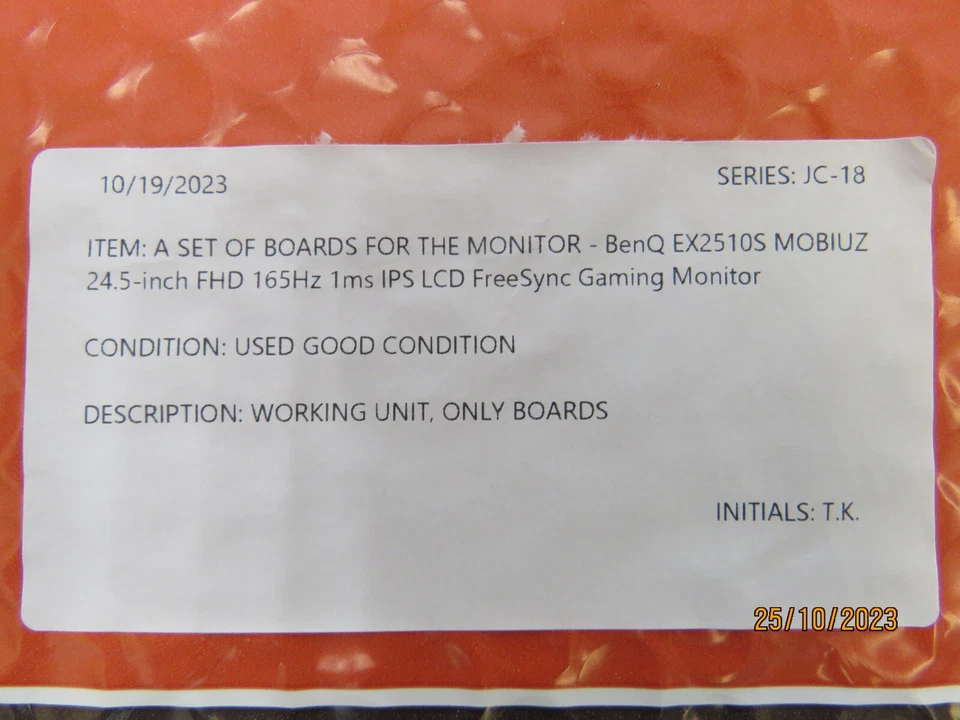 10/19/2023
SERIES: JC-18
ITEM: A SET OF BOARDS FOR THE MONITOR - BenQ EX2510S MOBIUZ
24.5-inch FHD 165Hz 1ms IPS LCD FreeSync Gaming Monitor
CONDITION: USED GOOD CONDITION
DESCRIPTION: WORKING UNIT, ONLY BOARDS
INITIALS: T.K.
25/10/2023